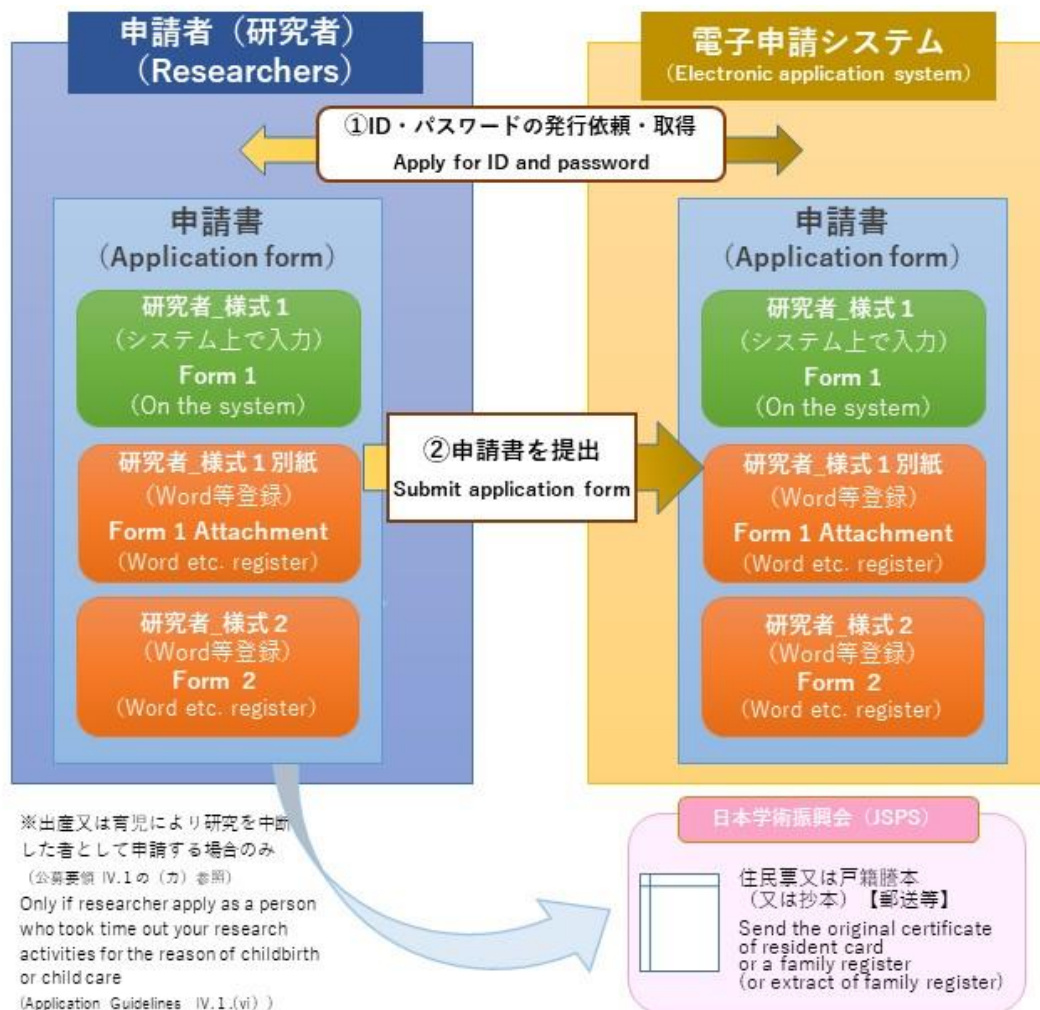 申請者（研究者）
（Researchers）
電子申請システム
（Electronic application system）
①ID・パスワードの発行依頼・取得
Apply for ID and password
申請書
（Application form）
研究者_様式１
（システム上で入力）
Form 1
（On the system）
研究者_様式１別紙
（Word等登録）
Form 1 Attachment
（Word etc. register）
研究者_様式２
（Word等登録）
Form 2
（Word etc. register）
②申請書を提出
Submit application form
申請書
（Application form）
研究者_様式１
（システム上で入力）
Form 1
（On the system）
研究者_様式１別紙
（Word等登録）
Form 1 Attachment
（Word etc. register）
研究者_様式２
（Word等登録）
Form 2
（Word etc. register）
※出産又は育児により研究を中断
した者として申請する場合のみ
（公募要領 Ⅳ.１の（カ）参照）
Only if researcher apply as a person
who took time out your research
activities for the reason of childbirth
or child care
(Application Guidelines Ⅳ.1.(vi) )
日本学術振興会（JSPS）
住民票又は戸籍謄本
（又は抄本）【郵送等】
Send the original certificate
of resident card
or a family register
(or extract of family register)